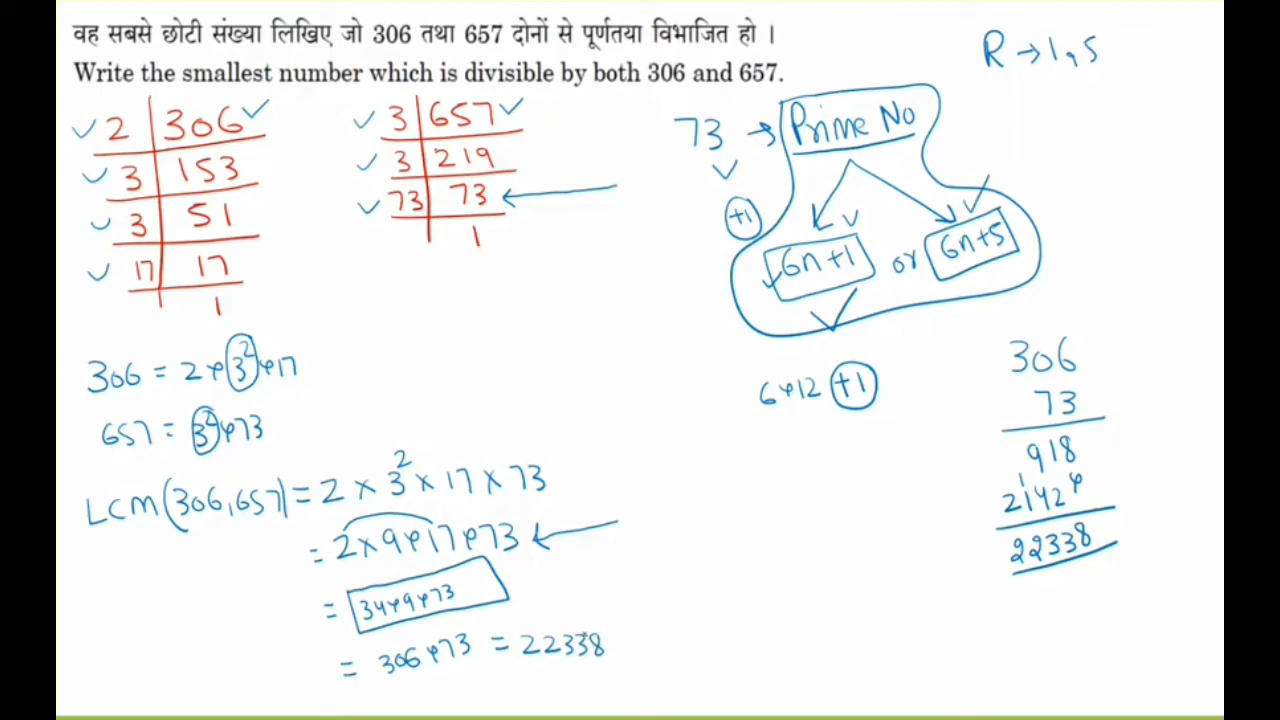 वह सबसे छोटी संख्या लिखिए जो 306 तथा 657 दोनों से पूर्णतया विभाजित हो ।
Write the smallest number which is divisible by both 306 and 657.
R → 1, 5
2 | 306
3 | 153
3 | 51
17 | 17
1
3 | 657
3 | 219
73 | 73
1
73 → Prime No
+1
6n+1 or 6n+5
306 = 2×3²×17
657 = 3²×73
LCM(306,657) = 2 × 3² × 17 × 73
= 2×9×17×73
= 34×9×73
= 306×73 = 22338
6×12 +1
306
73
918
1
2142×
22338